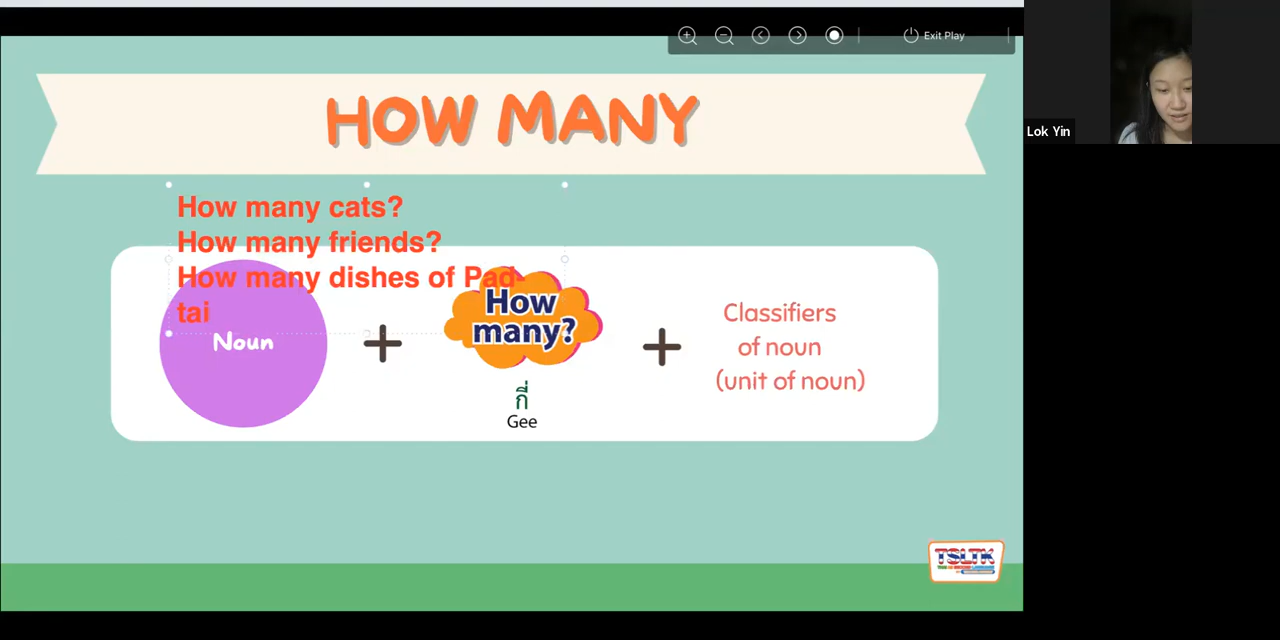 Exit Play
HOW MANY
Lok Yin
How many cats?
How many friends?
How many dishes of Pad-
tai
Noun
+
How
many?
กี่
Gee
+
Classifiers
of noun
(unit of noun)
TSLTK